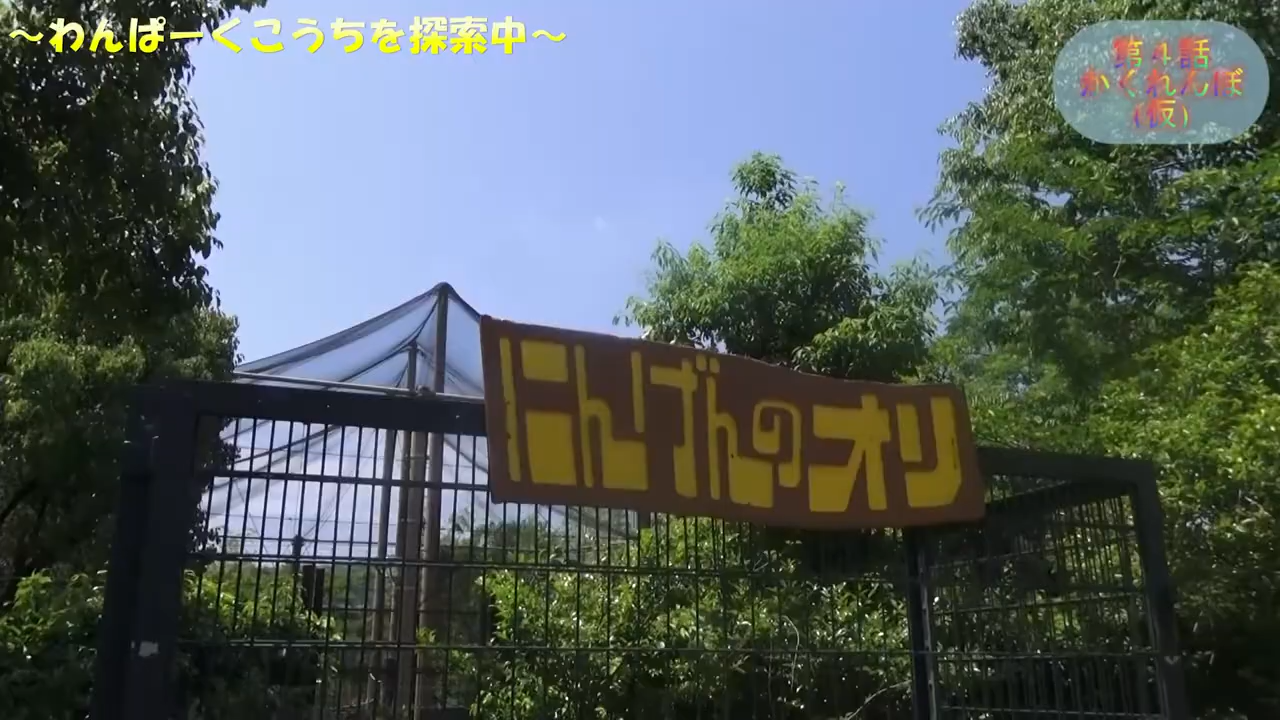 ～わんぱーくこうちを探索中～
第４話
かくれんぼ
(仮)
にんげんのオリ